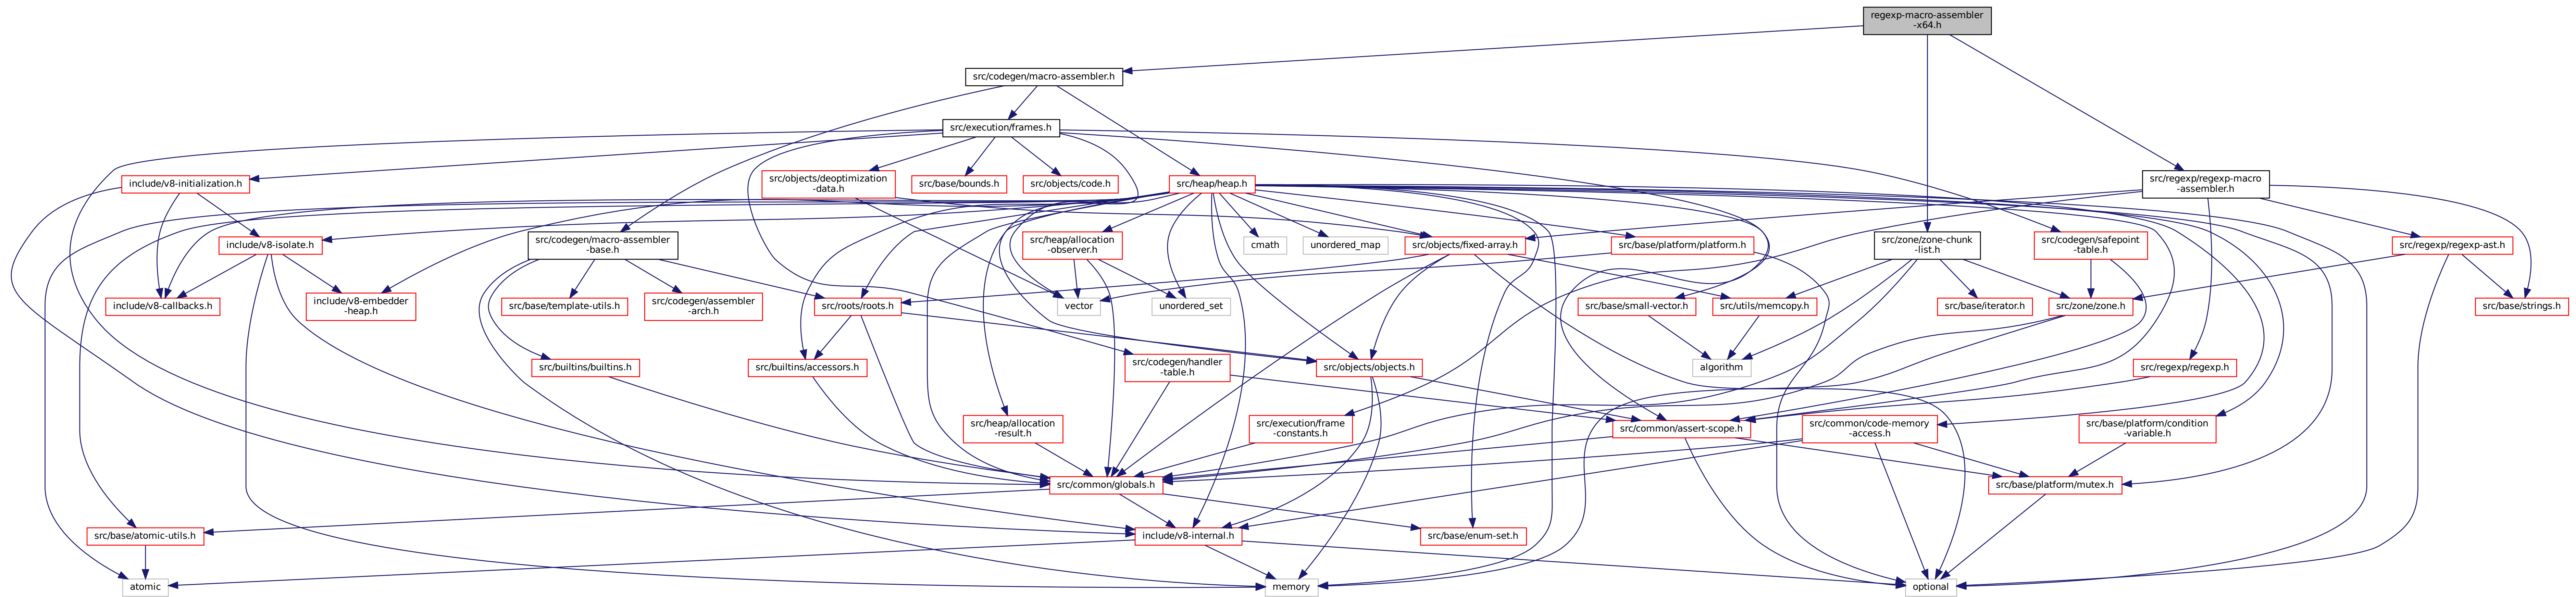 regexp-macro-assembler
-x64.h
src/codegen/macro-assembler.h
src/execution/frames.h
include/v8-initialization.h
src/objects/deoptimization
-data.h
src/base/bounds.h
src/objects/code.h
src/heap/heap.h
src/regexp/regexp-macro
-assembler.h
include/v8-isolate.h
src/codegen/macro-assembler
-base.h
src/heap/allocation
-observer.h
cmath
unordered_map
src/objects/fixed-array.h
src/base/platform/platform.h
src/zone/zone-chunk
-list.h
src/codegen/safepoint
-table.h
src/regexp/regexp-ast.h
include/v8-callbacks.h
include/v8-embedder
-heap.h
src/base/template-utils.h
src/codegen/assembler
-arch.h
src/roots/roots.h
vector
unordered_set
src/base/small-vector.h
src/utils/memcopy.h
src/base/iterator.h
src/zone/zone.h
src/base/strings.h
src/builtins/builtins.h
src/builtins/accessors.h
src/codegen/handler
-table.h
src/objects/objects.h
algorithm
src/regexp/regexp.h
src/heap/allocation
-result.h
src/execution/frame
-constants.h
src/common/assert-scope.h
src/common/code-memory
-access.h
src/base/platform/condition
-variable.h
src/common/globals.h
src/base/platform/mutex.h
src/base/atomic-utils.h
include/v8-internal.h
src/base/enum-set.h
atomic
memory
optional